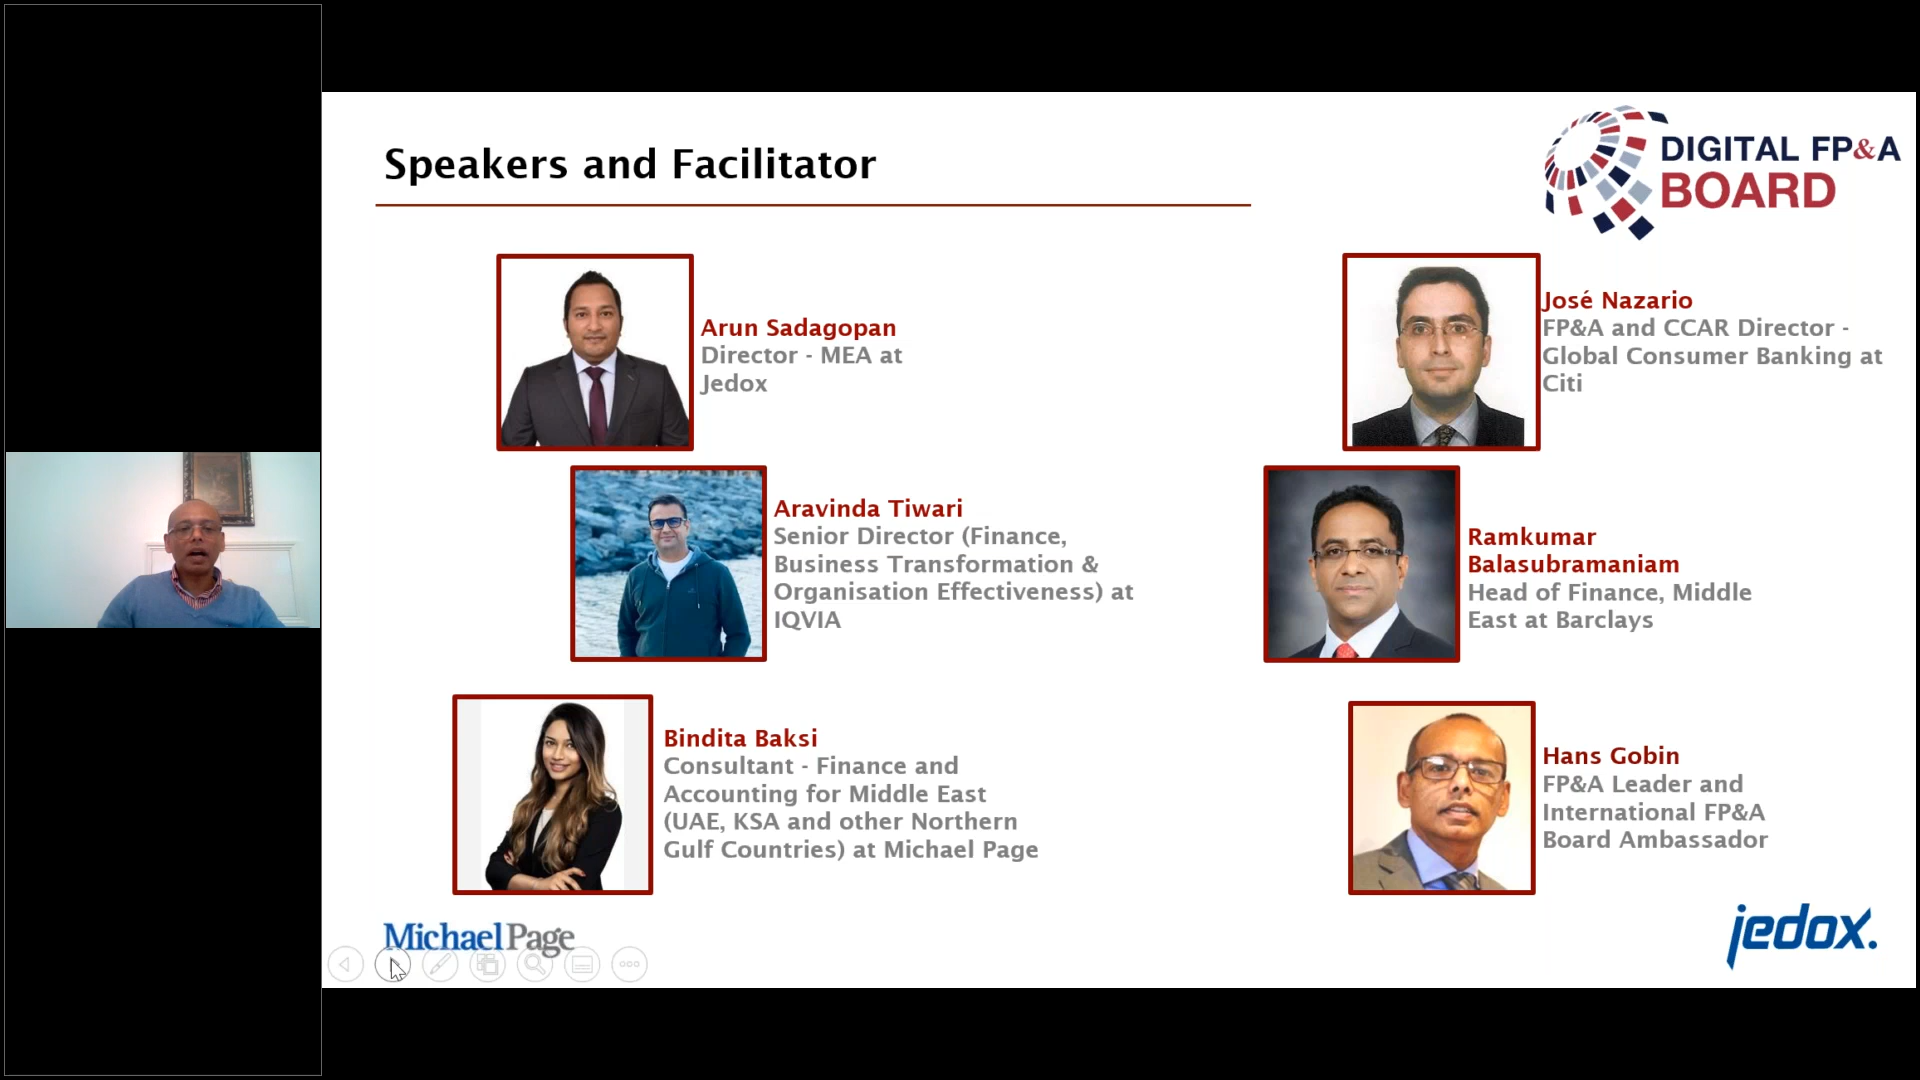 Speakers and Facilitator
DIGITAL FP&A
BOARD
Arun Sadagopan
Director - MEA at
Jedox
José Nazario
FP&A and CCAR Director -
Global Consumer Banking at
Citi
Aravinda Tiwari
Senior Director (Finance,
Business Transformation &
Organisation Effectiveness) at
IQVIA
Ramkumar
Balasubramaniam
Head of Finance, Middle
East at Barclays
Bindita Baksi
Consultant - Finance and
Accounting for Middle East
(UAE, KSA and other Northern
Gulf Countries) at Michael Page
Hans Gobin
FP&A Leader and
International FP&A
Board Ambassador
MichaelPage
jedox.